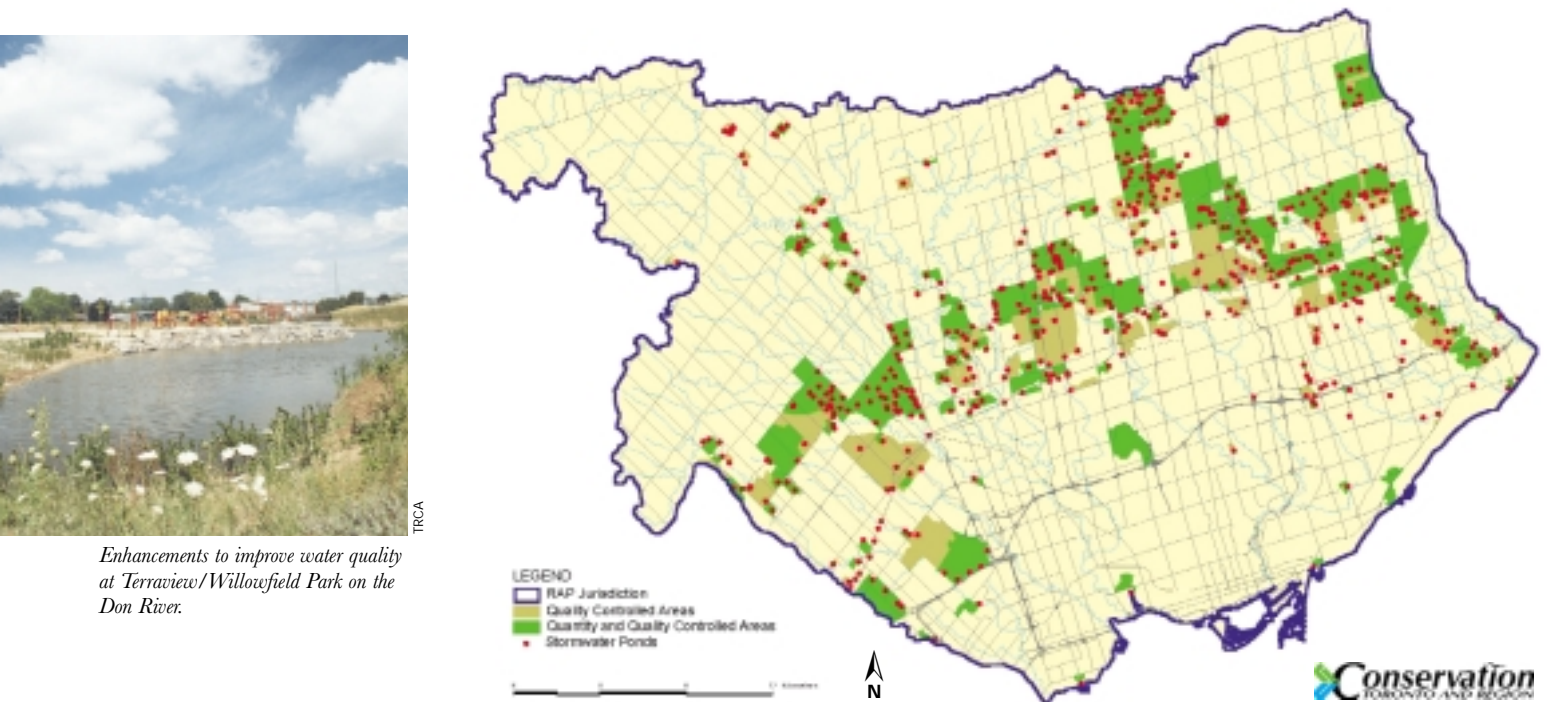 TRCA
Enhancements to improve water quality
at Terraview/Willowfield Park on the
Don River.
LEGEND
RAP Jurisdiction
Quality Controlled Areas
Quantity and Quality Controlled Areas
Stormwater Ponds
N
Conservation
TORONTO AND REGION